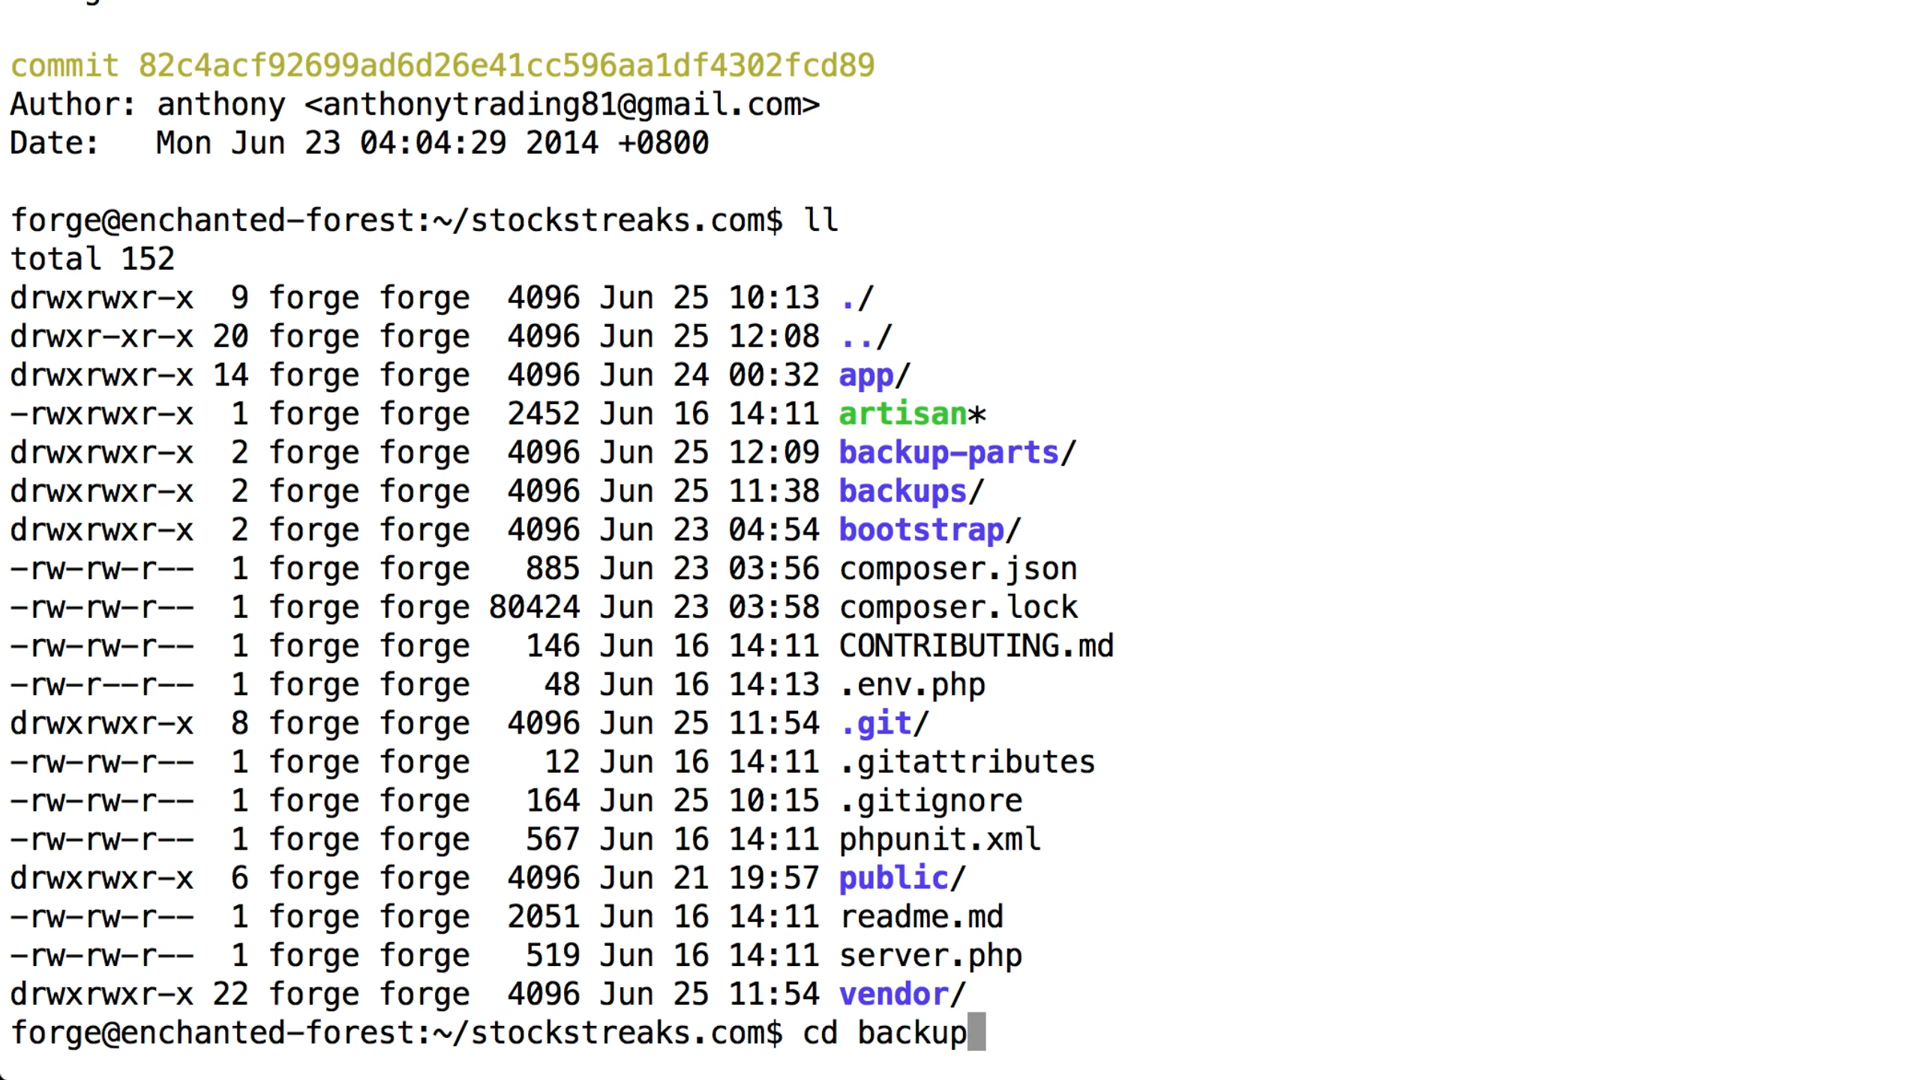 commit 82c4acf92699ad6d26e41cc596aa1df4302fcd89
Author: anthony <anthonytrading81@gmail.com>
Date:   Mon Jun 23 04:04:29 2014 +0800
forge@enchanted-forest:~/stockstreaks.com$ ll
total 152
drwxrwxr-x  9 forge forge  4096 Jun 25 10:13 ./
drwxr-xr-x 20 forge forge  4096 Jun 25 12:08 ../
drwxrwxr-x 14 forge forge  4096 Jun 24 00:32 app/
-rwxrwxr-x  1 forge forge  2452 Jun 16 14:11 artisan*
drwxrwxr-x  2 forge forge  4096 Jun 25 12:09 backup-parts/
drwxrwxr-x  2 forge forge  4096 Jun 25 11:38 backups/
drwxrwxr-x  2 forge forge  4096 Jun 23 04:54 bootstrap/
-rw-rw-r--  1 forge forge   885 Jun 23 03:56 composer.json
-rw-rw-r--  1 forge forge 80424 Jun 23 03:58 composer.lock
-rw-rw-r--  1 forge forge   146 Jun 16 14:11 CONTRIBUTING.md
-rw-r--r--  1 forge forge    48 Jun 16 14:13 .env.php
drwxrwxr-x  8 forge forge  4096 Jun 25 11:54 .git/
-rw-rw-r--  1 forge forge    12 Jun 16 14:11 .gitattributes
-rw-rw-r--  1 forge forge   164 Jun 25 10:15 .gitignore
-rw-rw-r--  1 forge forge   567 Jun 16 14:11 phpunit.xml
drwxrwxr-x  6 forge forge  4096 Jun 21 19:57 public/
-rw-rw-r--  1 forge forge  2051 Jun 16 14:11 readme.md
-rw-rw-r--  1 forge forge   519 Jun 16 14:11 server.php
drwxrwxr-x 22 forge forge  4096 Jun 25 11:54 vendor/
forge@enchanted-forest:~/stockstreaks.com$ cd backup